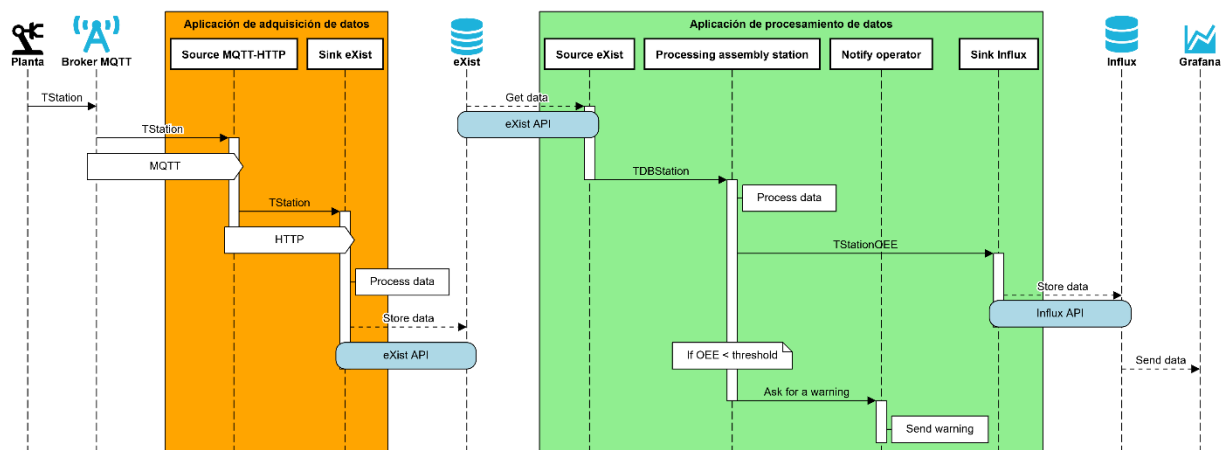 Aplicación de adquisición de datos
Aplicación de procesamiento de datos
Planta
Broker MQTT
Source MQTT-HTTP
Sink eXist
eXist
Source eXist
Processing assembly station
Notify operator
Sink Influx
Influx
Grafana
TStation
Get data
eXist API
TStation
MQTT
TDBStation
Process data
TStation
HTTP
TStationOEE
Process data
Store data
Influx API
Store data
eXist API
If OEE < threshold
Send data
Ask for a warning
Send warning